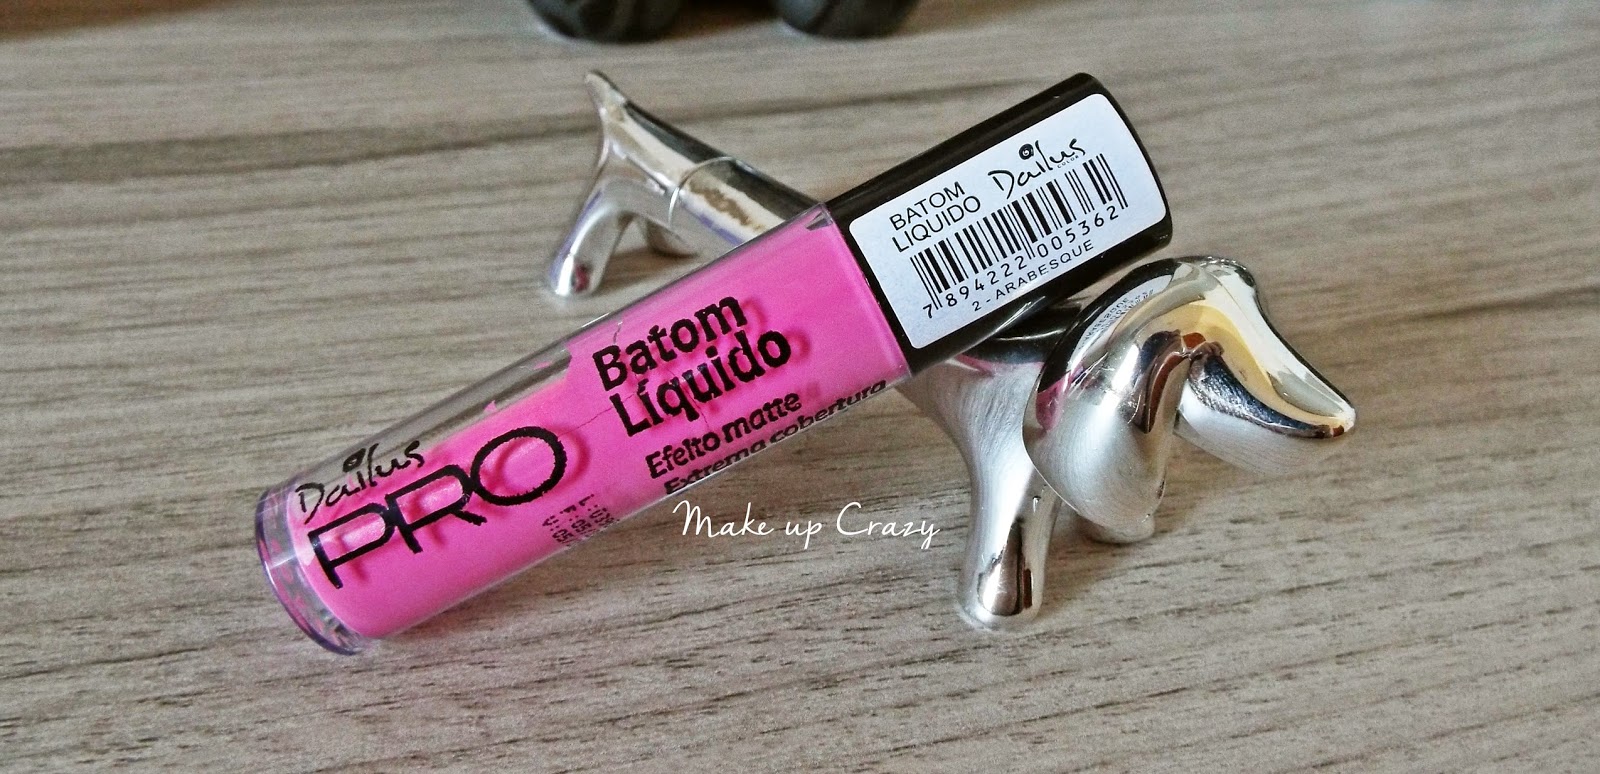 BATOM
LIQUIDO
Dailus
COLOR
7 894222 005362
2 - ARABESQUE
Batom
Líquido
Efeito matte
Extrema cobertura
Dailus
PRO
Make up Crazy